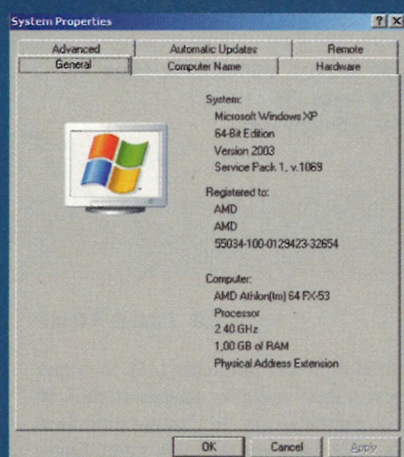 System Properties
Advanced Automatic Updates Remote
General Computer Name Hardware
System:
Microsoft Windows XP
64-Bit Edition
Version 2003
Service Pack 1, v.1069
Registered to:
AMD
AMD
55034-100-0129423-32654
Computer:
AMD Athlon(tm) 64 FX-53
Processor
2.40 GHz
1,00 GB of RAM
Physical Address Extension
OK Cancel Apply